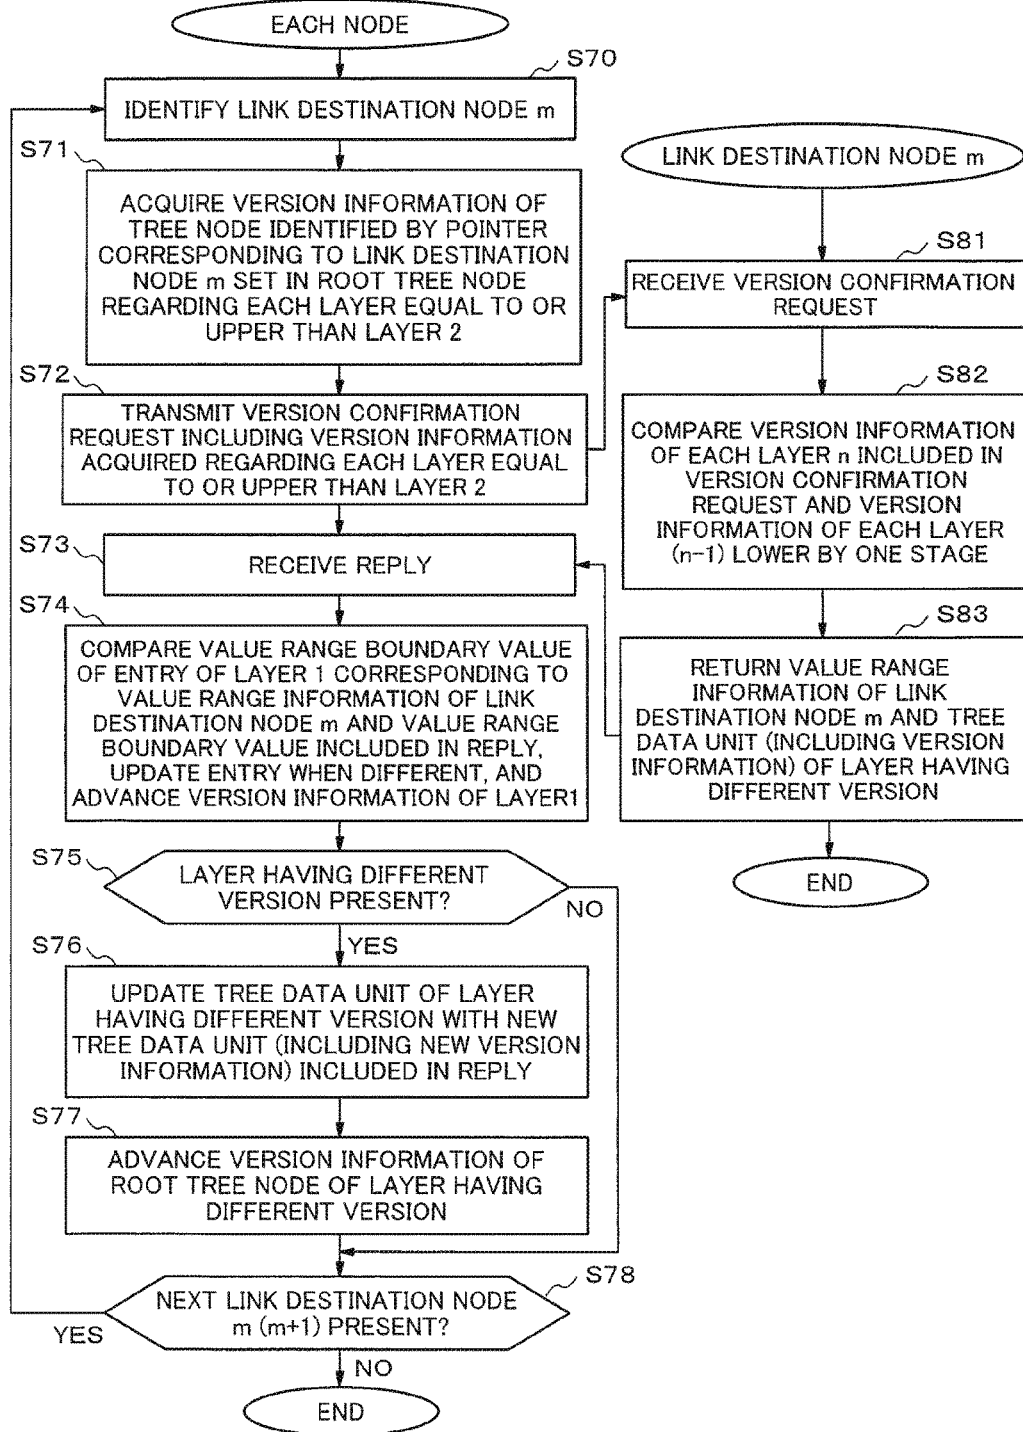 EACH NODE
S70
IDENTIFY LINK DESTINATION NODE m
S71
ACQUIRE VERSION INFORMATION OF
TREE NODE IDENTIFIED BY POINTER
CORRESPONDING TO LINK DESTINATION
NODE m SET IN ROOT TREE NODE
REGARDING EACH LAYER EQUAL TO OR
UPPER THAN LAYER 2
S72
TRANSMIT VERSION CONFIRMATION
REQUEST INCLUDING VERSION INFORMATION
ACQUIRED REGARDING EACH LAYER EQUAL
TO OR UPPER THAN LAYER 2
S73
RECEIVE REPLY
S74
COMPARE VALUE RANGE BOUNDARY VALUE
OF ENTRY OF LAYER 1 CORRESPONDING TO
VALUE RANGE INFORMATION OF LINK
DESTINATION NODE m AND VALUE RANGE
BOUNDARY VALUE INCLUDED IN REPLY,
UPDATE ENTRY WHEN DIFFERENT, AND
ADVANCE VERSION INFORMATION OF LAYER1
S75
LAYER HAVING DIFFERENT
VERSION PRESENT?
NO
YES
S76
UPDATE TREE DATA UNIT OF LAYER
HAVING DIFFERENT VERSION WITH NEW
TREE DATA UNIT (INCLUDING NEW VERSION
INFORMATION) INCLUDED IN REPLY
S77
ADVANCE VERSION INFORMATION OF
ROOT TREE NODE OF LAYER HAVING
DIFFERENT VERSION
S78
NEXT LINK DESTINATION NODE
m (m+1) PRESENT?
YES
NO
END
LINK DESTINATION NODE m
S81
RECEIVE VERSION CONFIRMATION
REQUEST
S82
COMPARE VERSION INFORMATION
OF EACH LAYER n INCLUDED IN
VERSION CONFIRMATION
REQUEST AND VERSION
INFORMATION OF EACH LAYER
(n-1) LOWER BY ONE STAGE
S83
RETURN VALUE RANGE
INFORMATION OF LINK
DESTINATION NODE m AND TREE
DATA UNIT (INCLUDING VERSION
INFORMATION) OF LAYER HAVING
DIFFERENT VERSION
END